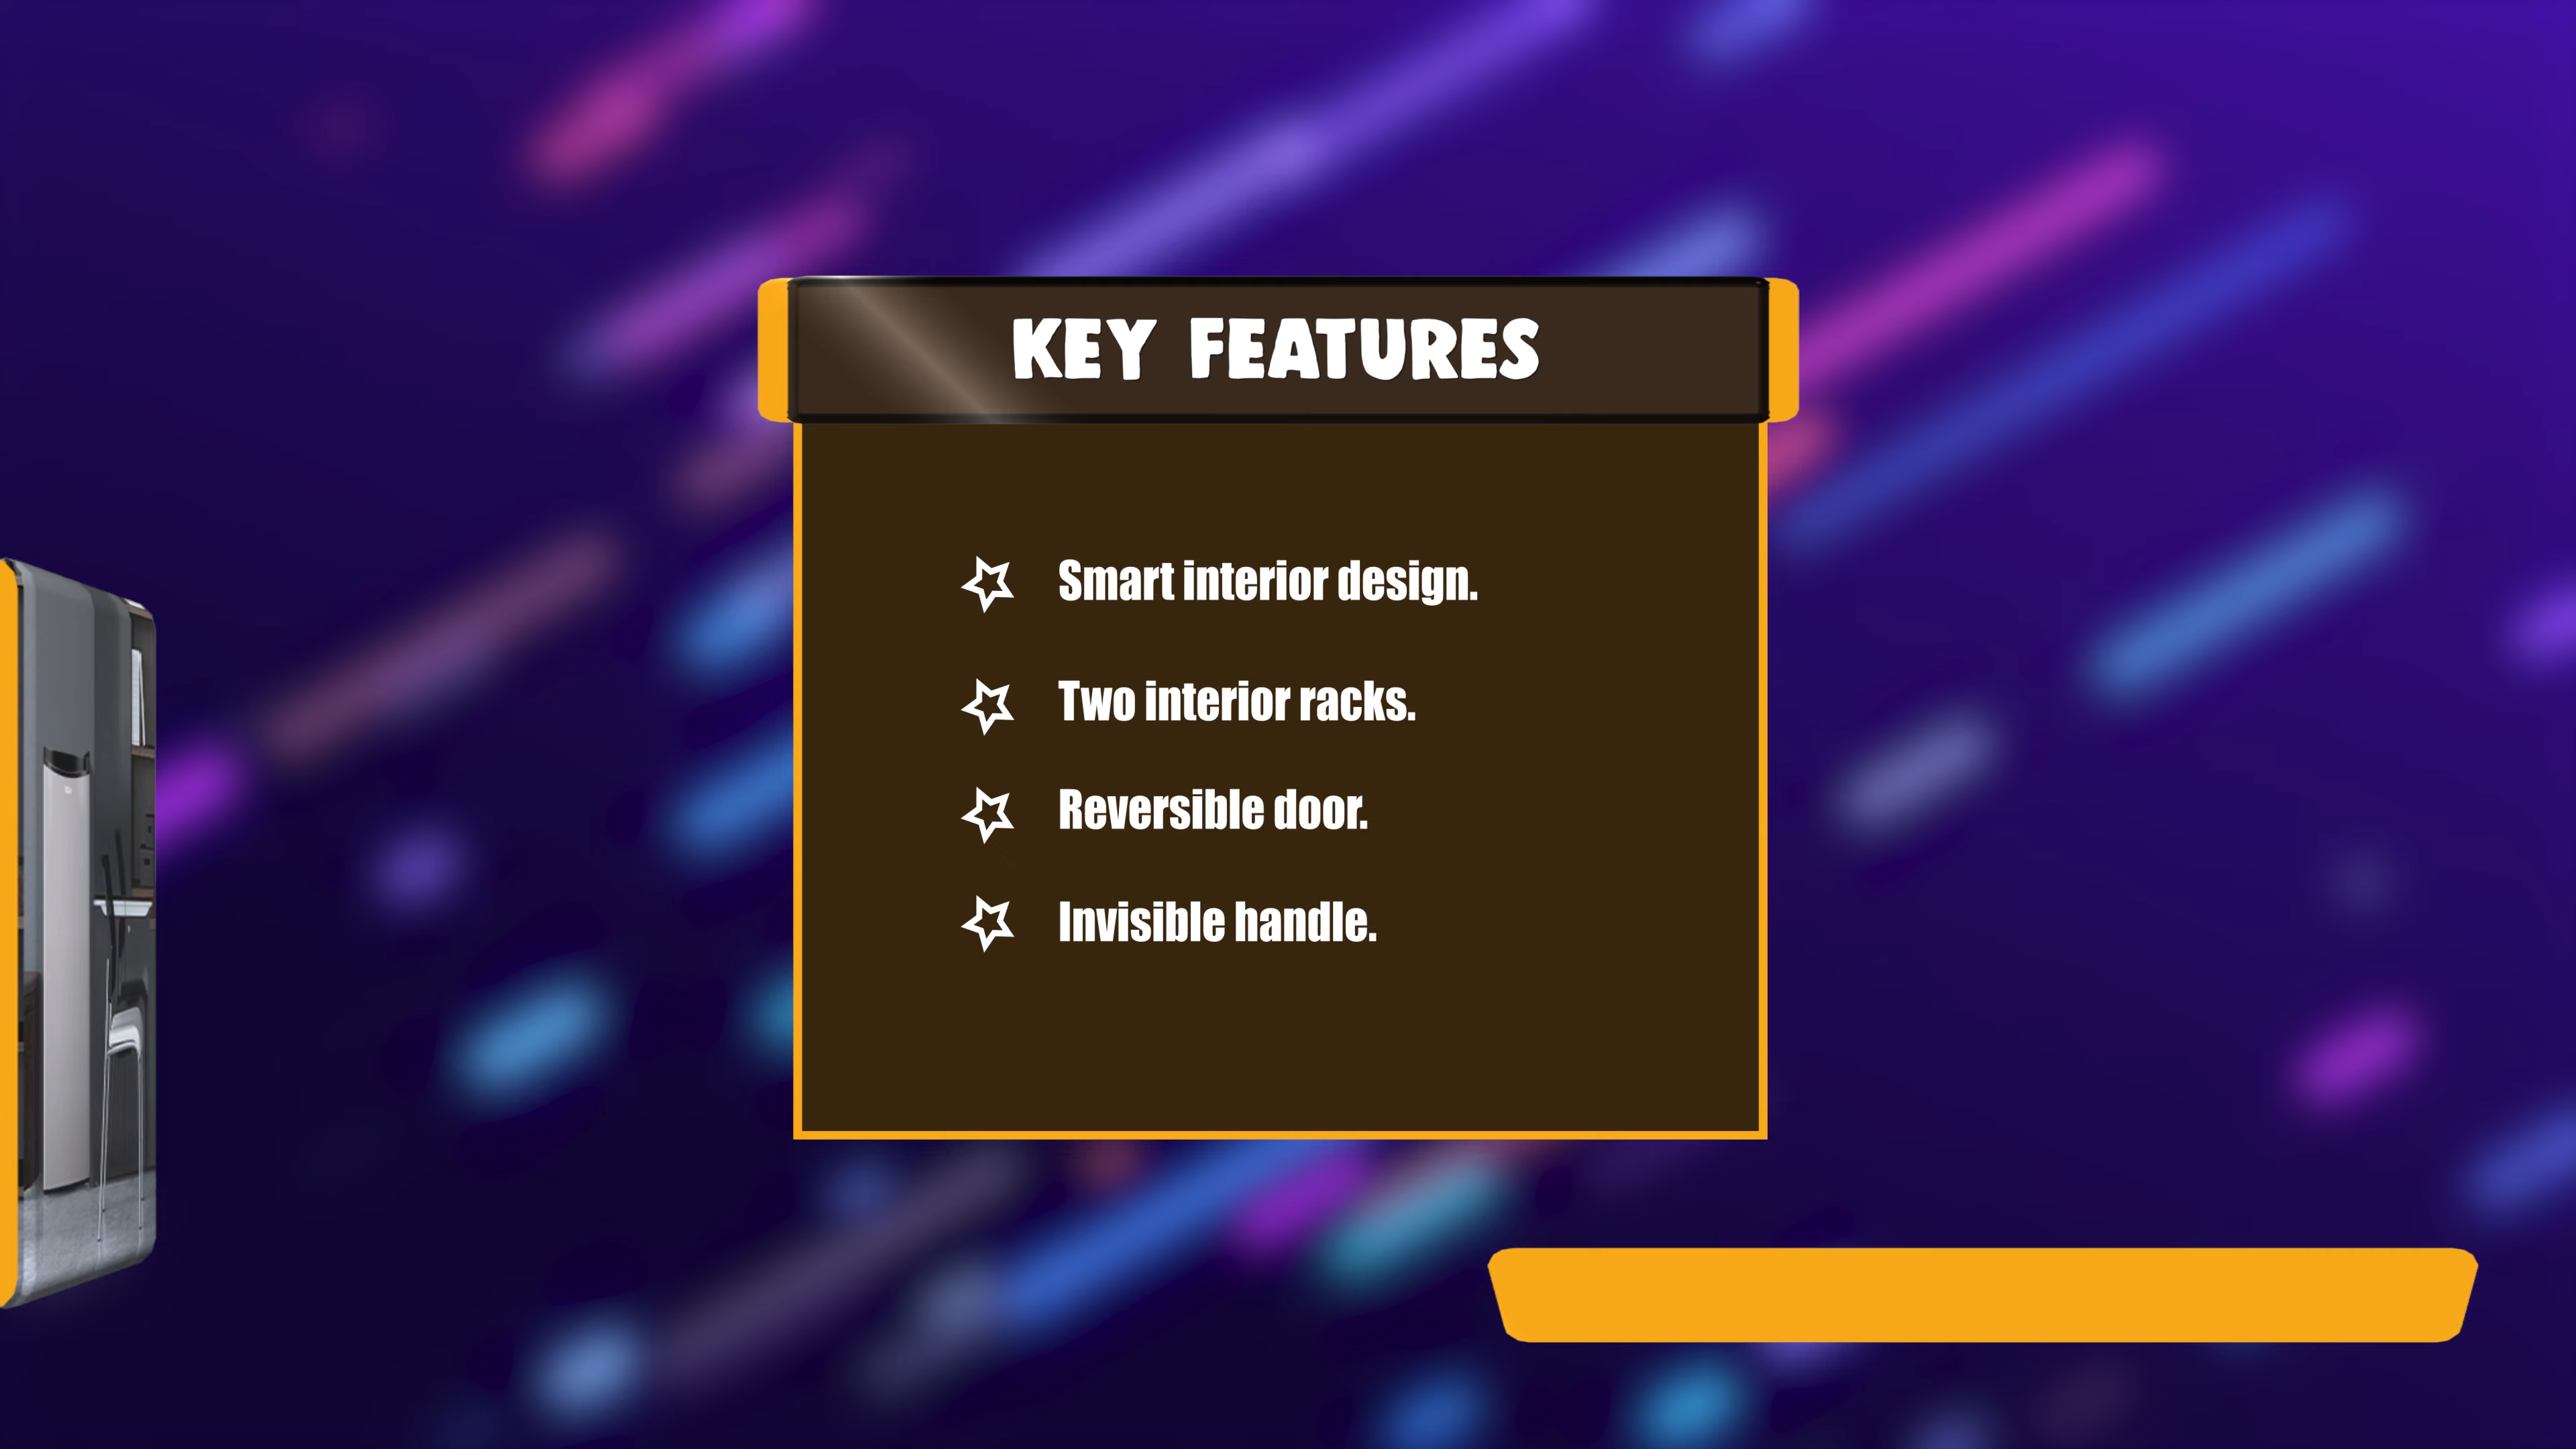 KEY FEATURES
Smart interior design.
Two interior racks.
Reversible door.
Invisible handle.